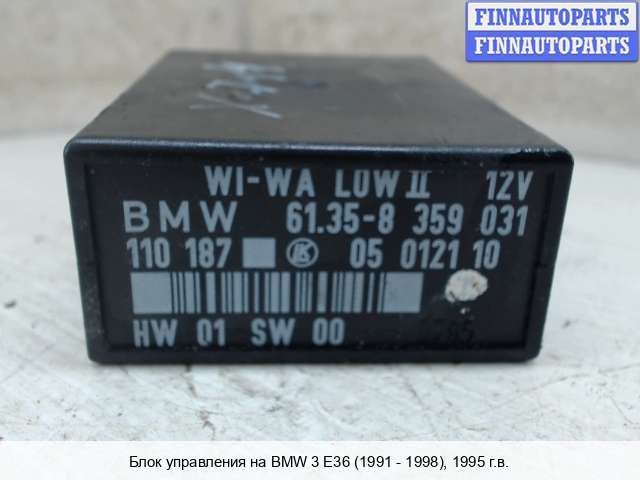 FINNAUTOPARTS
FINNAUTOPARTS
WI-WA LOW II 12V
BMW 61.35-8 359 031
110 187 LK 05 0121 10
HW 01 SW 00
Блок управления на BMW 3 E36 (1991 - 1998), 1995 г.в.